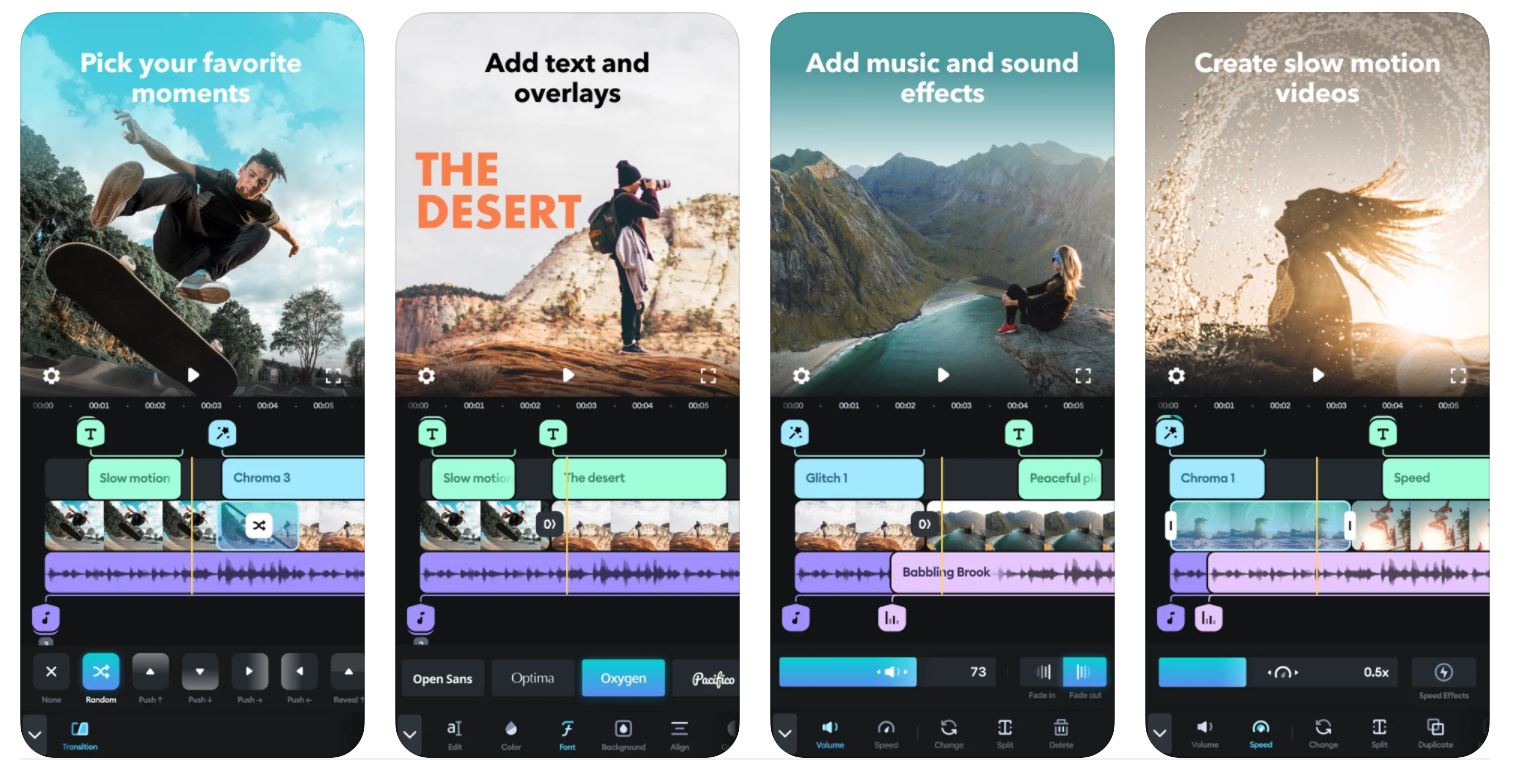 Pick your favorite
moments
00:00 00:01 00:02 00:03 00:04 00:05
T
Slow motion Chroma 3
None Random Push ↑ Push ↓ Push → Push ← Reveal ↑
Transition
Add text and
overlays
THE
DESERT
00:00 00:01 00:02 00:03 00:04 00:05
T T
Slow motion The desert
Open Sans Optima Oxygen Pacifico
Edit Color Font Background Align
Add music and sound
effects
00:00 00:01 00:02 00:03 00:04 00:05
T
Glitch 1 Peaceful
Babbling Brook
73
Fade in Fade out
Volume Speed Change Split Delete
Create slow motion
videos
00:00 00:01 00:02 00:03 00:04 00:05
T
Chroma 1 Speed
0.5x
Speed Effects
Volume Speed Change Split Duplicate